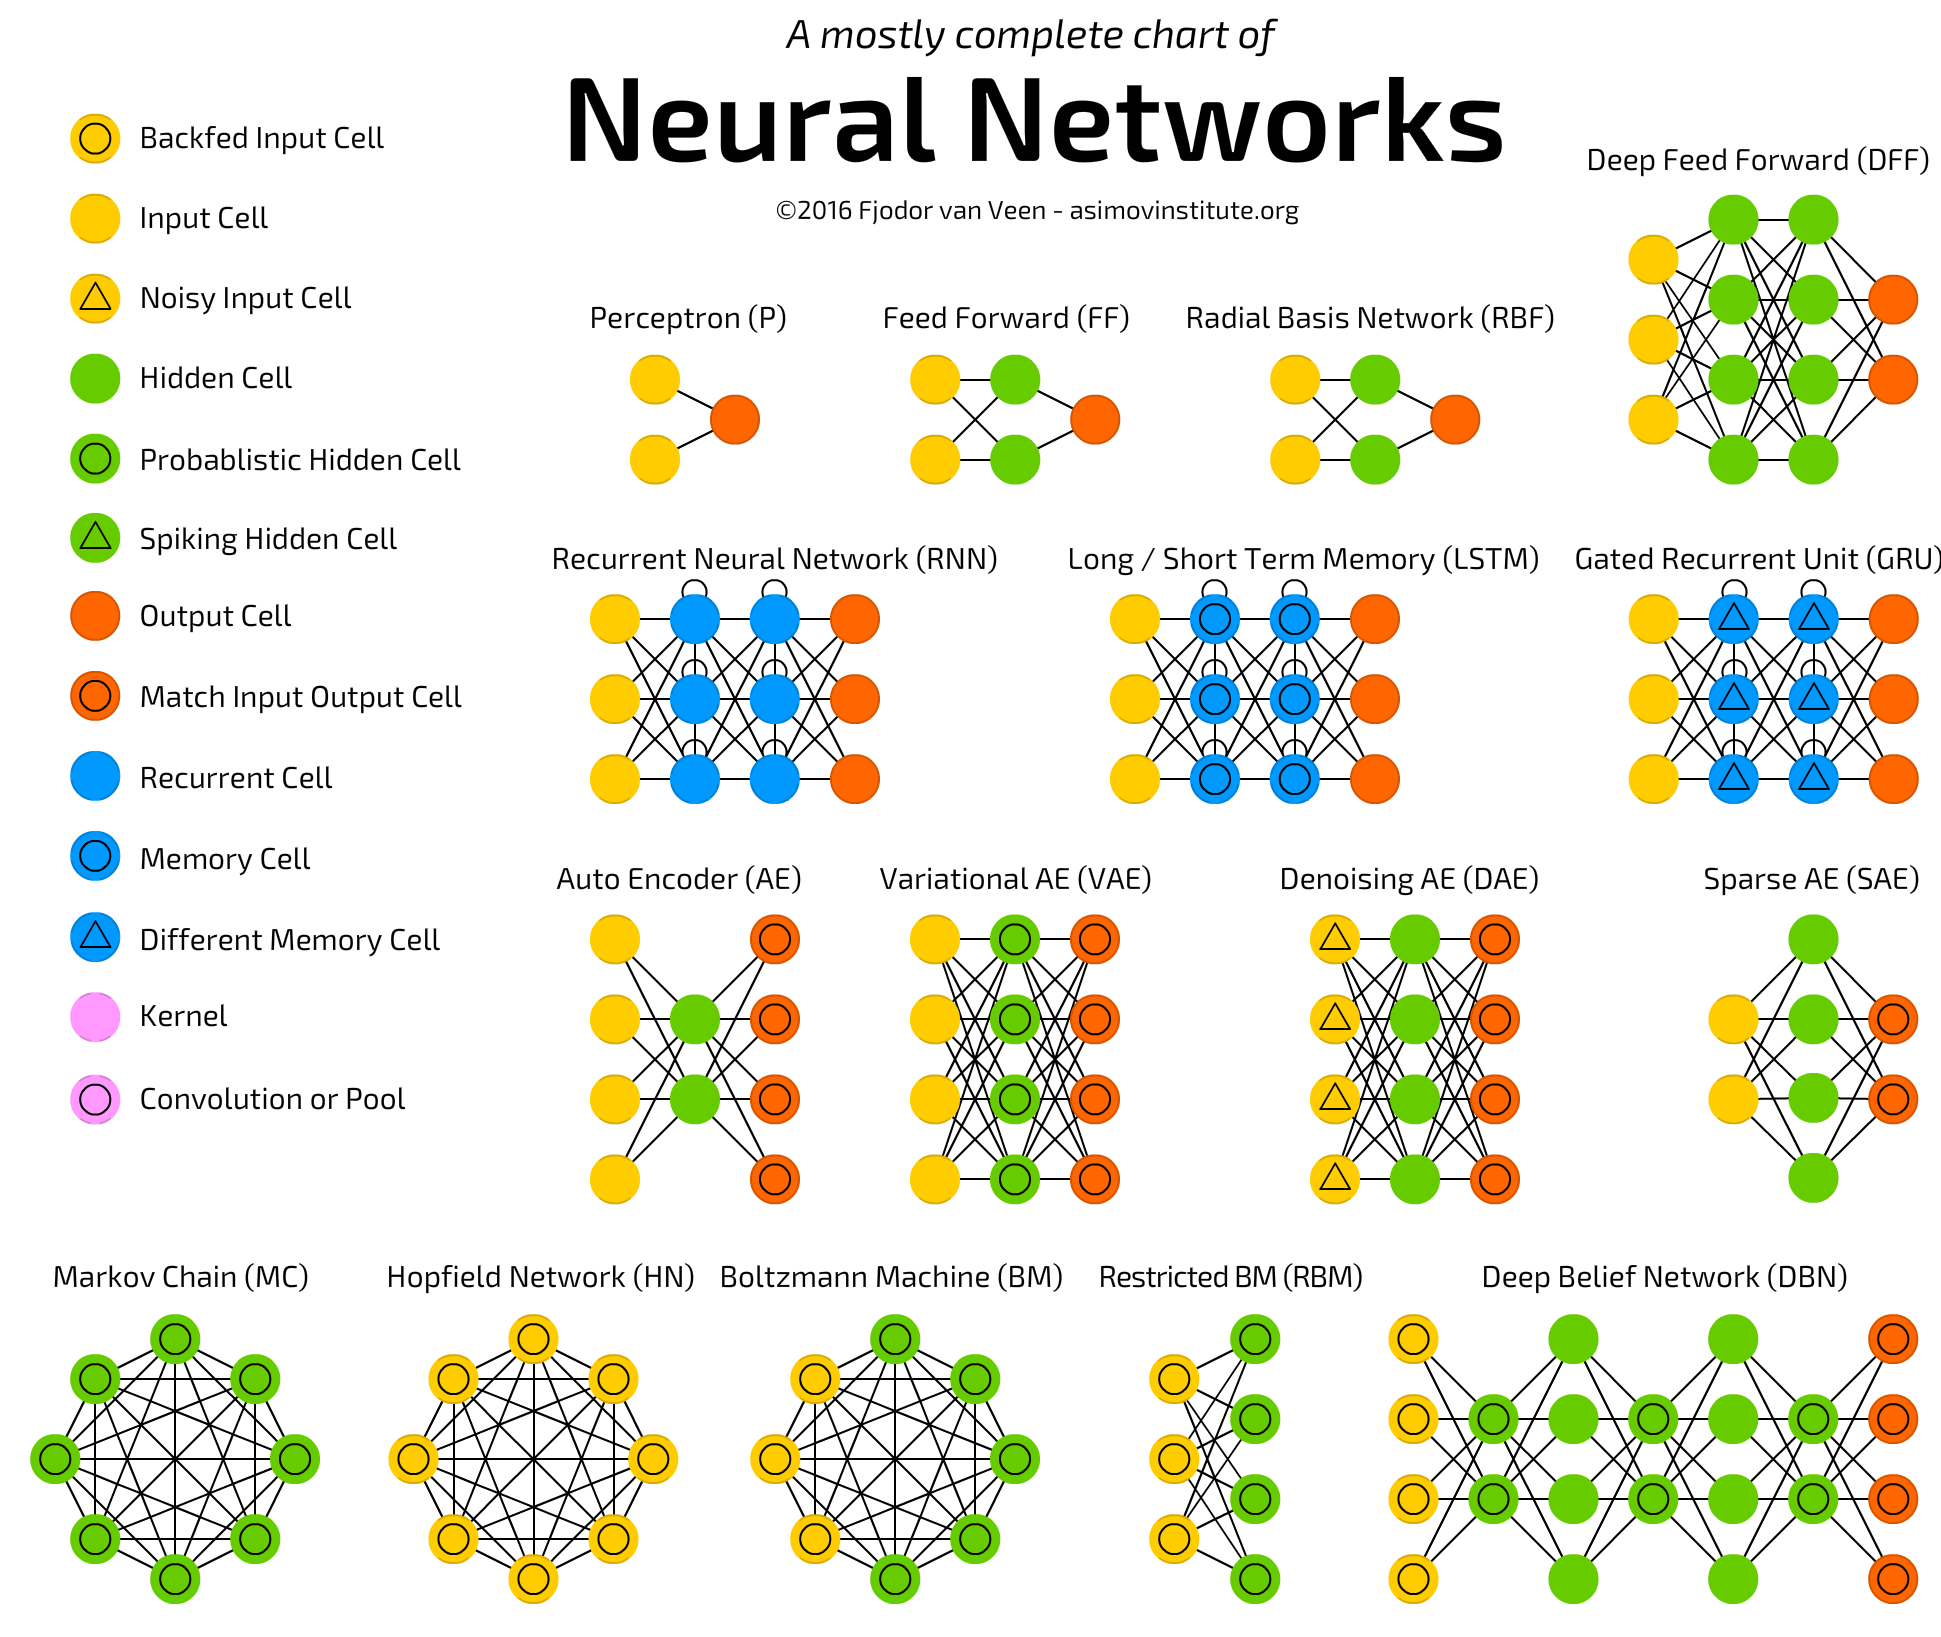 A mostly complete chart of
Neural Networks
©2016 Fjodor van Veen - asimovinstitute.org
Backfed Input Cell
Input Cell
Noisy Input Cell
Hidden Cell
Probablistic Hidden Cell
Spiking Hidden Cell
Output Cell
Match Input Output Cell
Recurrent Cell
Memory Cell
Different Memory Cell
Kernel
Convolution or Pool
Deep Feed Forward (DFF)
Perceptron (P)
Feed Forward (FF)
Radial Basis Network (RBF)
Recurrent Neural Network (RNN)
Long / Short Term Memory (LSTM)
Gated Recurrent Unit (GRU)
Auto Encoder (AE)
Variational AE (VAE)
Denoising AE (DAE)
Sparse AE (SAE)
Markov Chain (MC)
Hopfield Network (HN)
Boltzmann Machine (BM)
Restricted BM (RBM)
Deep Belief Network (DBN)